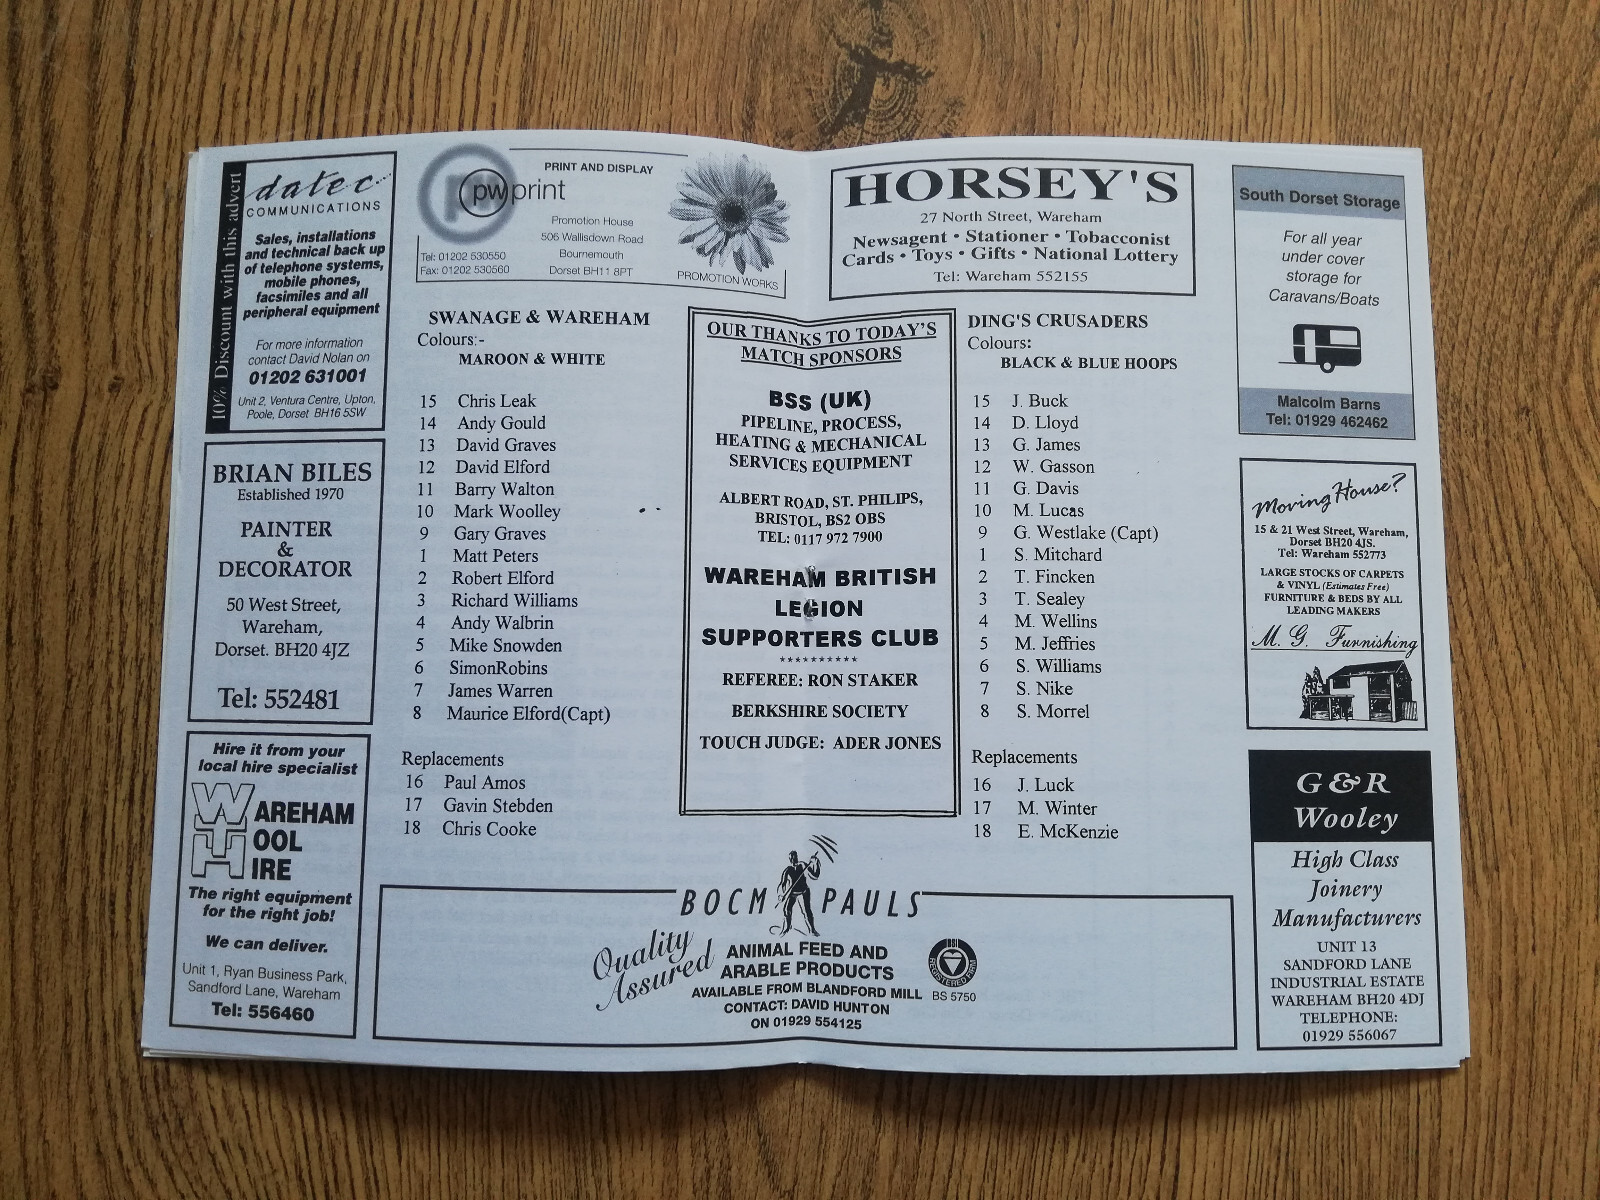 10% Discount with this advert
datec
COMMUNICATIONS
Sales, installations
and technical back up
of telephone systems,
mobile phones,
facsimiles and all
peripheral equipment
For more information
contact David Nolan on
01202 631001
Unit 2, Ventura Centre, Upton,
Poole, Dorset BH16 5SW
BRIAN BILES
Established 1970
PAINTER
&
DECORATOR
50 West Street,
Wareham,
Dorset. BH20 4JZ
Tel: 552481
Hire it from your
local hire specialist
WAREHAM
TOOL
HIRE
The right equipment
for the right job!
We can deliver.
Unit 1, Ryan Business Park,
Sandford Lane, Wareham
Tel: 556460
pw print
PRINT AND DISPLAY
Promotion House
506 Wallisdown Road
Bournemouth
Dorset BH11 8PT
Tel: 01202 530550
Fax: 01202 530560
PROMOTION WORKS
SWANAGE & WAREHAM
Colours:-
MAROON & WHITE
15 Chris Leak
14 Andy Gould
13 David Graves
12 David Elford
11 Barry Walton
10 Mark Woolley
9 Gary Graves
1 Matt Peters
2 Robert Elford
3 Richard Williams
4 Andy Walbrin
5 Mike Snowden
6 SimonRobins
7 James Warren
8 Maurice Elford(Capt)
Replacements
16 Paul Amos
17 Gavin Stebden
18 Chris Cooke
OUR THANKS TO TODAY'S
MATCH SPONSORS
BSS (UK)
PIPELINE, PROCESS,
HEATING & MECHANICAL
SERVICES EQUIPMENT
ALBERT ROAD, ST. PHILIPS,
BRISTOL, BS2 OBS
TEL: 0117 972 7900
WAREHAM BRITISH
LEGION
SUPPORTERS CLUB
**********
REFEREE: RON STAKER
BERKSHIRE SOCIETY
TOUCH JUDGE: ADER JONES
HORSEY'S
27 North Street, Wareham
Newsagent • Stationer • Tobacconist
Cards • Toys • Gifts • National Lottery
Tel: Wareham 552155
DING'S CRUSADERS
Colours:
BLACK & BLUE HOOPS
15 J. Buck
14 D. Lloyd
13 G. James
12 W. Gasson
11 G. Davis
10 M. Lucas
9 G. Westlake (Capt)
1 S. Mitchard
2 T. Fincken
3 T. Sealey
4 M. Wellins
5 M. Jeffries
6 S. Williams
7 S. Nike
8 S. Morrel
Replacements
16 J. Luck
17 M. Winter
18 E. McKenzie
BOCM PAULS
Quality
Assured
ANIMAL FEED AND
ARABLE PRODUCTS
AVAILABLE FROM BLANDFORD MILL
CONTACT: DAVID HUNTON
ON 01929 554125
BSI
REGISTERED FIRM
BS 5750
South Dorset Storage
For all year
under cover
storage for
Caravans/Boats
Malcolm Barns
Tel: 01929 462462
Moving House?
15 & 21 West Street, Wareham,
Dorset BH20 4JS.
Tel: Wareham 552773
LARGE STOCKS OF CARPETS
& VINYL (Estimates Free)
FURNITURE & BEDS BY ALL
LEADING MAKERS
M. G. Furnishing
G & R
Wooley
High Class
Joinery
Manufacturers
UNIT 13
SANDFORD LANE
INDUSTRIAL ESTATE
WAREHAM BH20 4DJ
TELEPHONE:
01929 556067